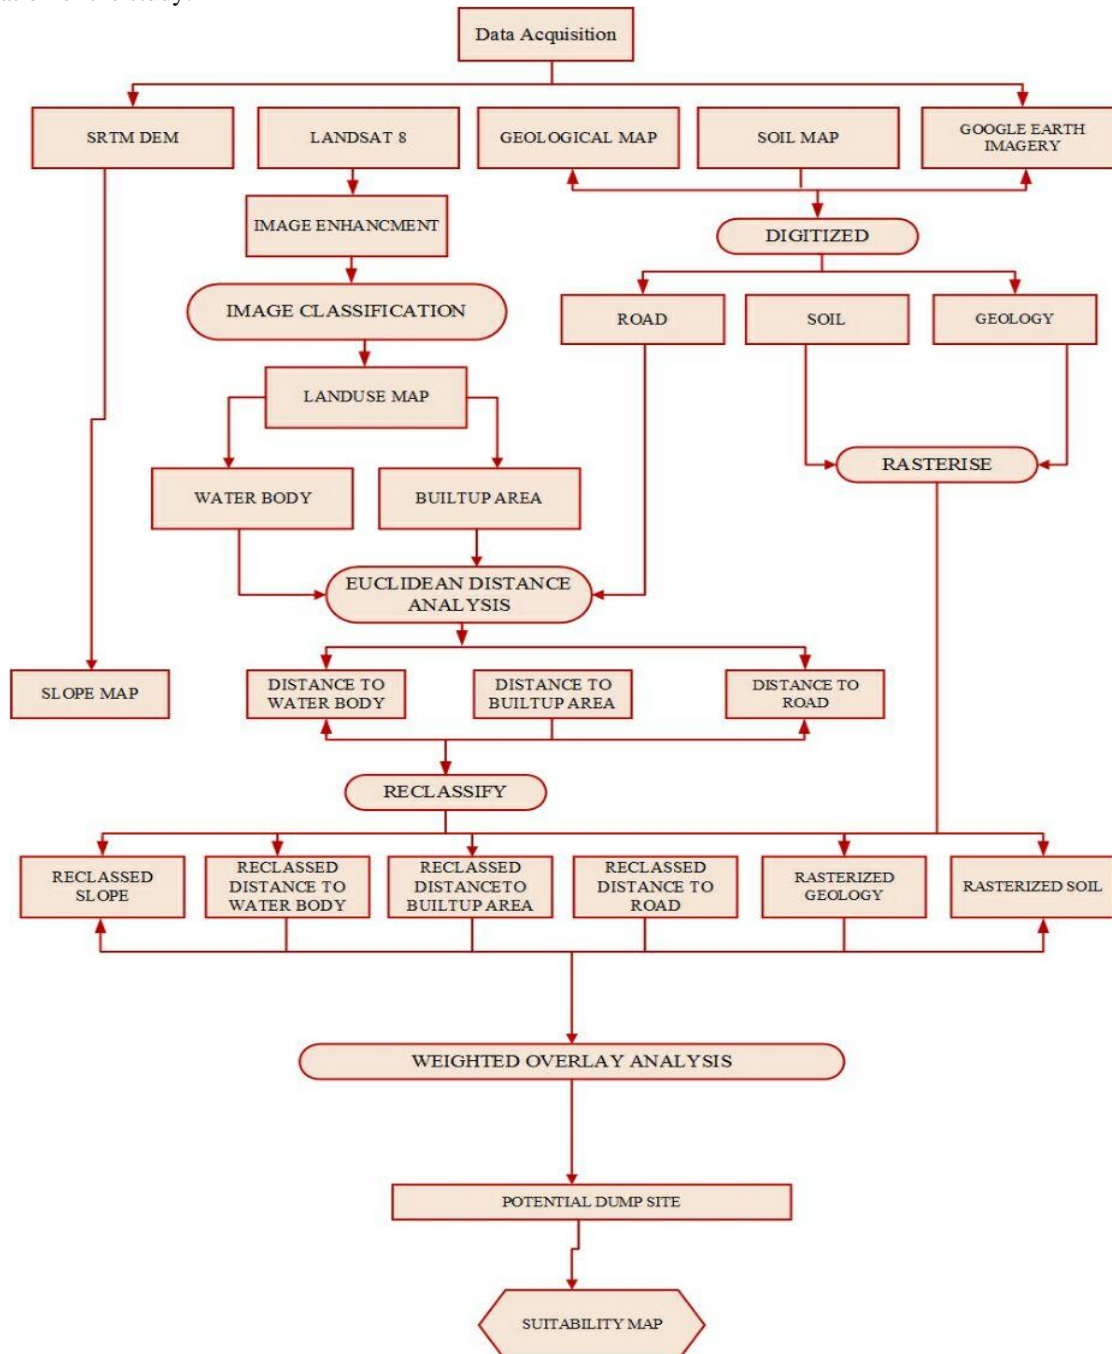 Data Acquisition
SRTM DEM
LANDSAT 8
GEOLOGICAL MAP
SOIL MAP
GOOGLE EARTH
IMAGERY
IMAGE ENHANCMENT
DIGITIZED
IMAGE CLASSIFICATION
ROAD
SOIL
GEOLOGY
LANDUSE MAP
RASTERISE
WATER BODY
BUILTUP AREA
EUCLIDEAN DISTANCE
ANALYSIS
SLOPE MAP
DISTANCE TO
WATER BODY
DISTANCE TO
BUILTUP AREA
DISTANCE TO
ROAD
RECLASSIFY
RECLASSED
SLOPE
RECLASSED
DISTANCE TO
WATER BODY
RECLASSED
DISTANCETO
BUILTUP AREA
RECLASSED
DISTANCE TO
ROAD
RASTERIZED
GEOLOGY
RASTERIZED SOIL
WEIGHTED OVERLAY ANALYSIS
POTENTIAL DUMP SITE
SUITABILITY MAP